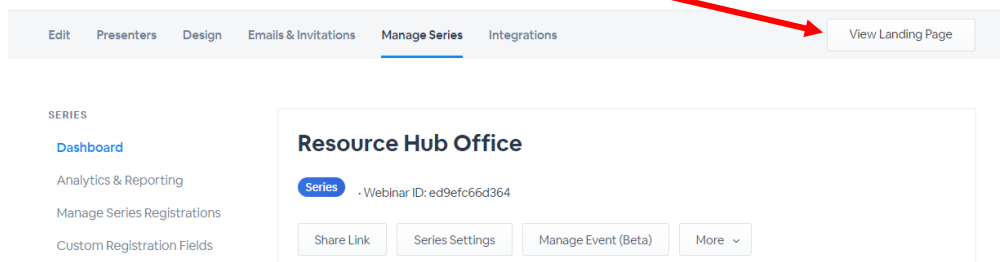 Edit Presenters Design Emails & Invitations Manage Series Integrations View Landing Page
SERIES
Dashboard
Analytics & Reporting
Manage Series Registrations
Custom Registration Fields
Resource Hub Office
Series · Webinar ID: ed9efc66d364
Share Link Series Settings Manage Event (Beta) More